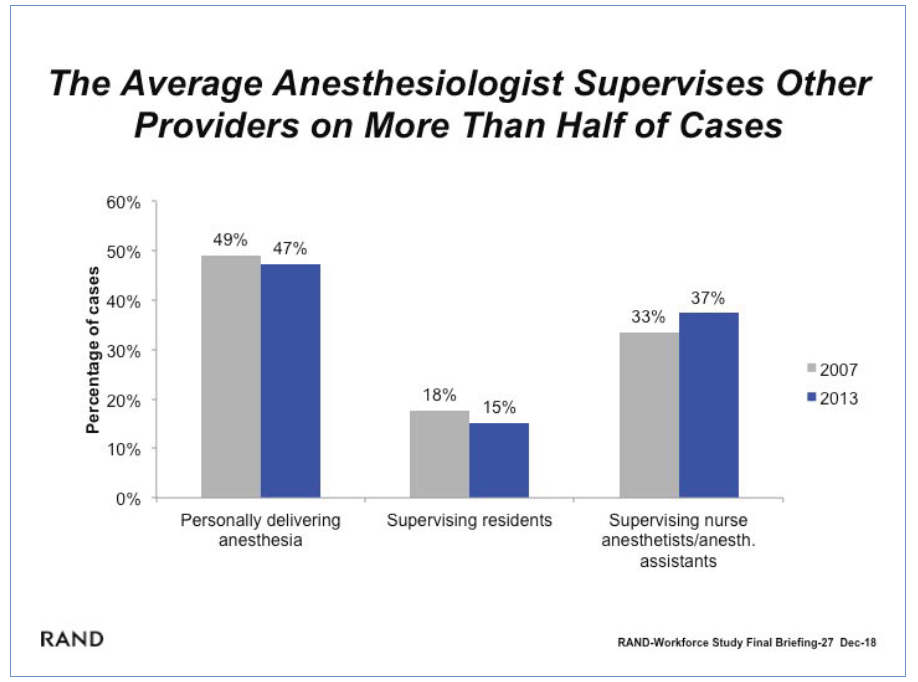 The Average Anesthesiologist Supervises Other
Providers on More Than Half of Cases
60%
50%
40%
30%
20%
10%
0%
Percentage of cases
49%
47%
18%
15%
33%
37%
2007
2013
Personally delivering
anesthesia
Supervising residents
Supervising nurse
anesthetists/anesth.
assistants
RAND
RAND-Workforce Study Final Briefing-27 Dec-18